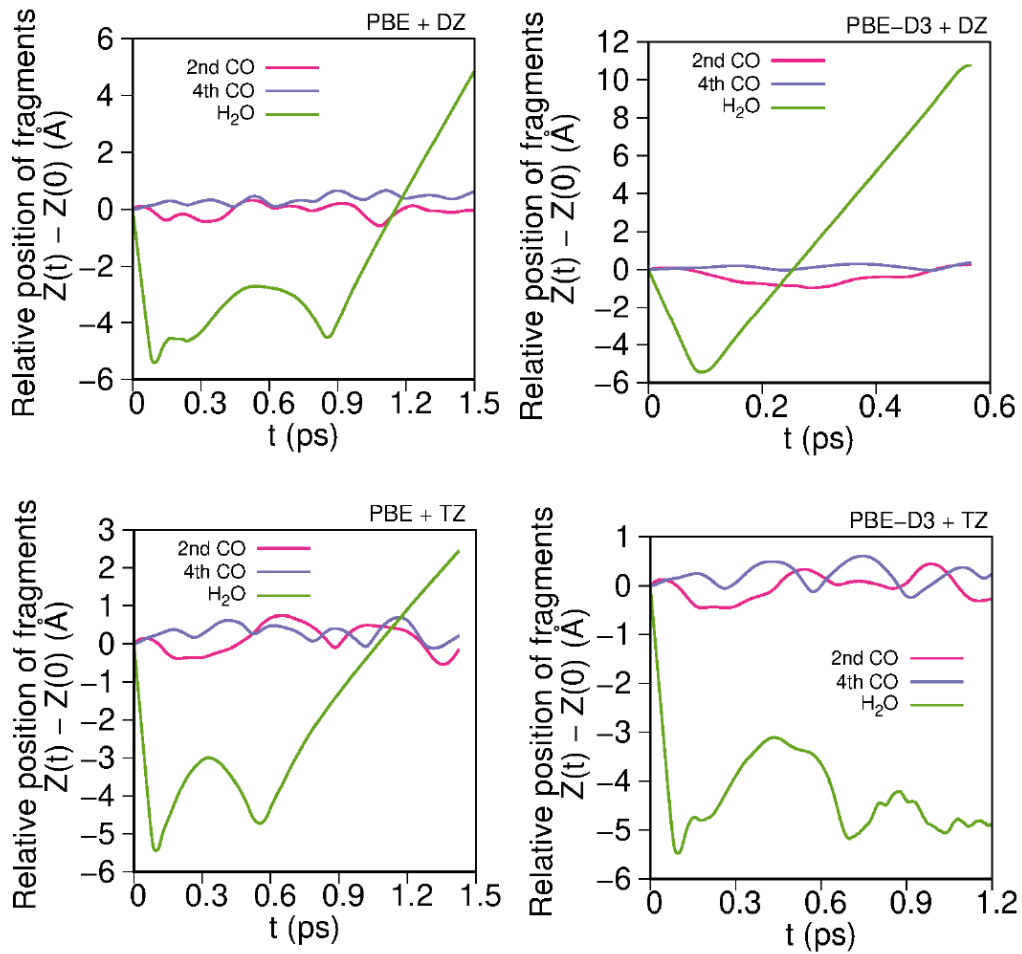 PBE + DZ
Relative position of fragments
Z(t) − Z(0) (Å)
6
4
2
0
−2
−4
−6
2nd CO
4th CO
H₂O
0 0.3 0.6 0.9 1.2 1.5
t (ps)
PBE−D3 + DZ
Relative position of fragments
Z(t) − Z(0) (Å)
12
10
8
6
4
2
0
−2
−4
−6
2nd CO
4th CO
H₂O
0 0.2 0.4 0.6
t (ps)
PBE + TZ
Relative position of fragments
Z(t) − Z(0) (Å)
3
2
1
0
−1
−2
−3
−4
−5
−6
2nd CO
4th CO
H₂O
0 0.3 0.6 0.9 1.2 1.5
t (ps)
PBE−D3 + TZ
Relative position of fragments
Z(t) − Z(0) (Å)
1
0
−1
−2
−3
−4
−5
−6
2nd CO
4th CO
H₂O
0 0.3 0.6 0.9 1.2
t (ps)